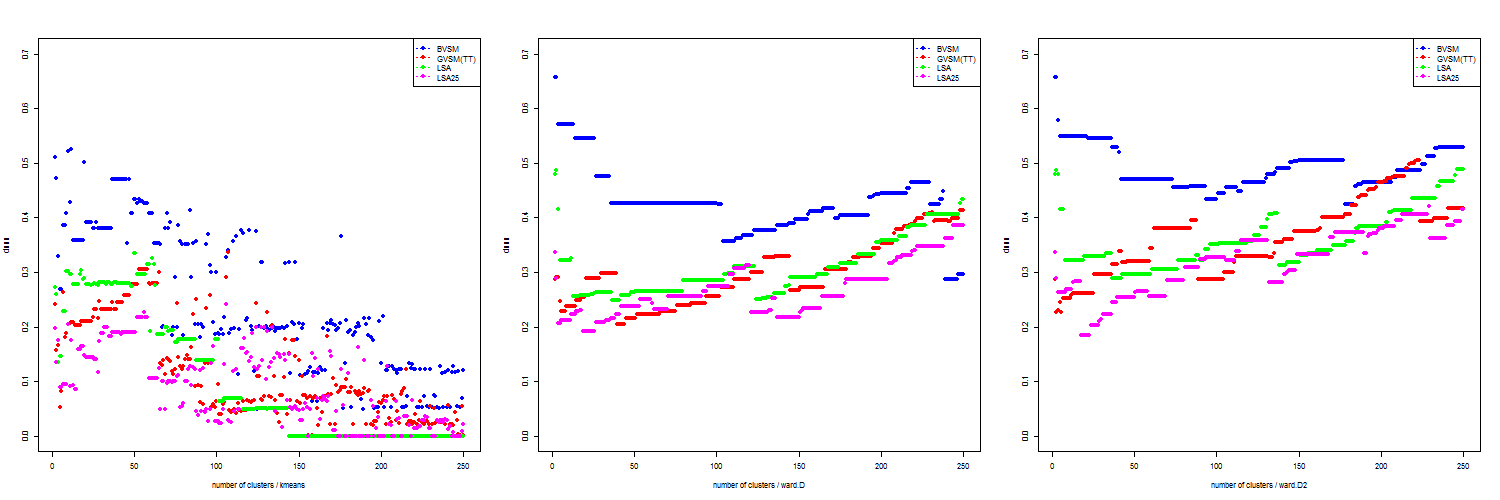 BVSM
GVSM(TT)
LSA
LSA25
0.7
0.6
0.5
0.4
0.3
0.2
0.1
0.0
dunn
0 50 100 150 200 250
number of clusters / kmeans
BVSM
GVSM(TT)
LSA
LSA25
0.7
0.6
0.5
0.4
0.3
0.2
0.1
0.0
dunn
0 50 100 150 200 250
number of clusters / ward.D
BVSM
GVSM(TT)
LSA
LSA25
0.7
0.6
0.5
0.4
0.3
0.2
0.1
0.0
dunn
0 50 100 150 200 250
number of clusters / ward.D2